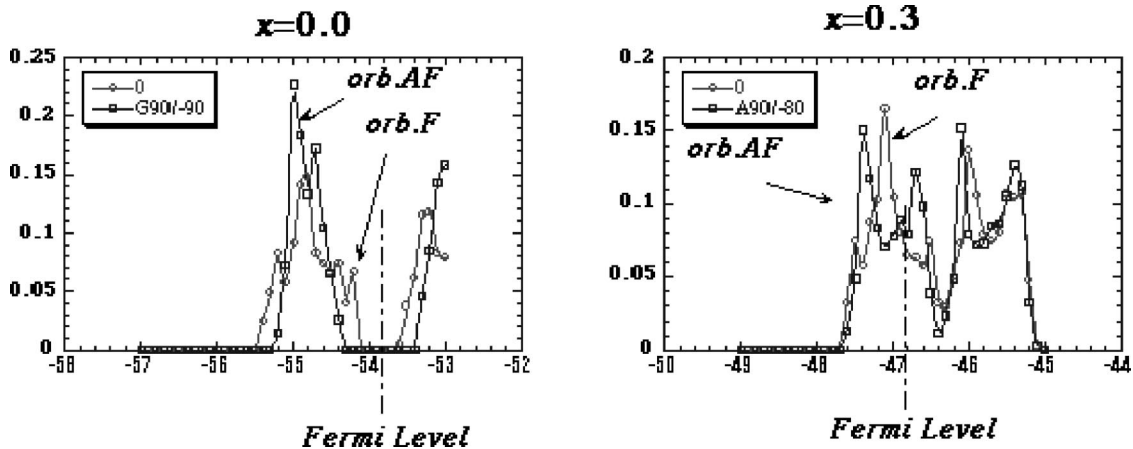 x=0.0
0.25
0.2
0.15
0.1
0.05
0
0
G90/-90
orb.AF
orb.F
-58
-57
-56
-55
-54
-53
-52
Fermi Level
x=0.3
0.2
0.15
0.1
0.05
0
0
A90/-80
orb.F
orb.AF
-50
-49
-48
-47
-46
-45
-44
Fermi Level